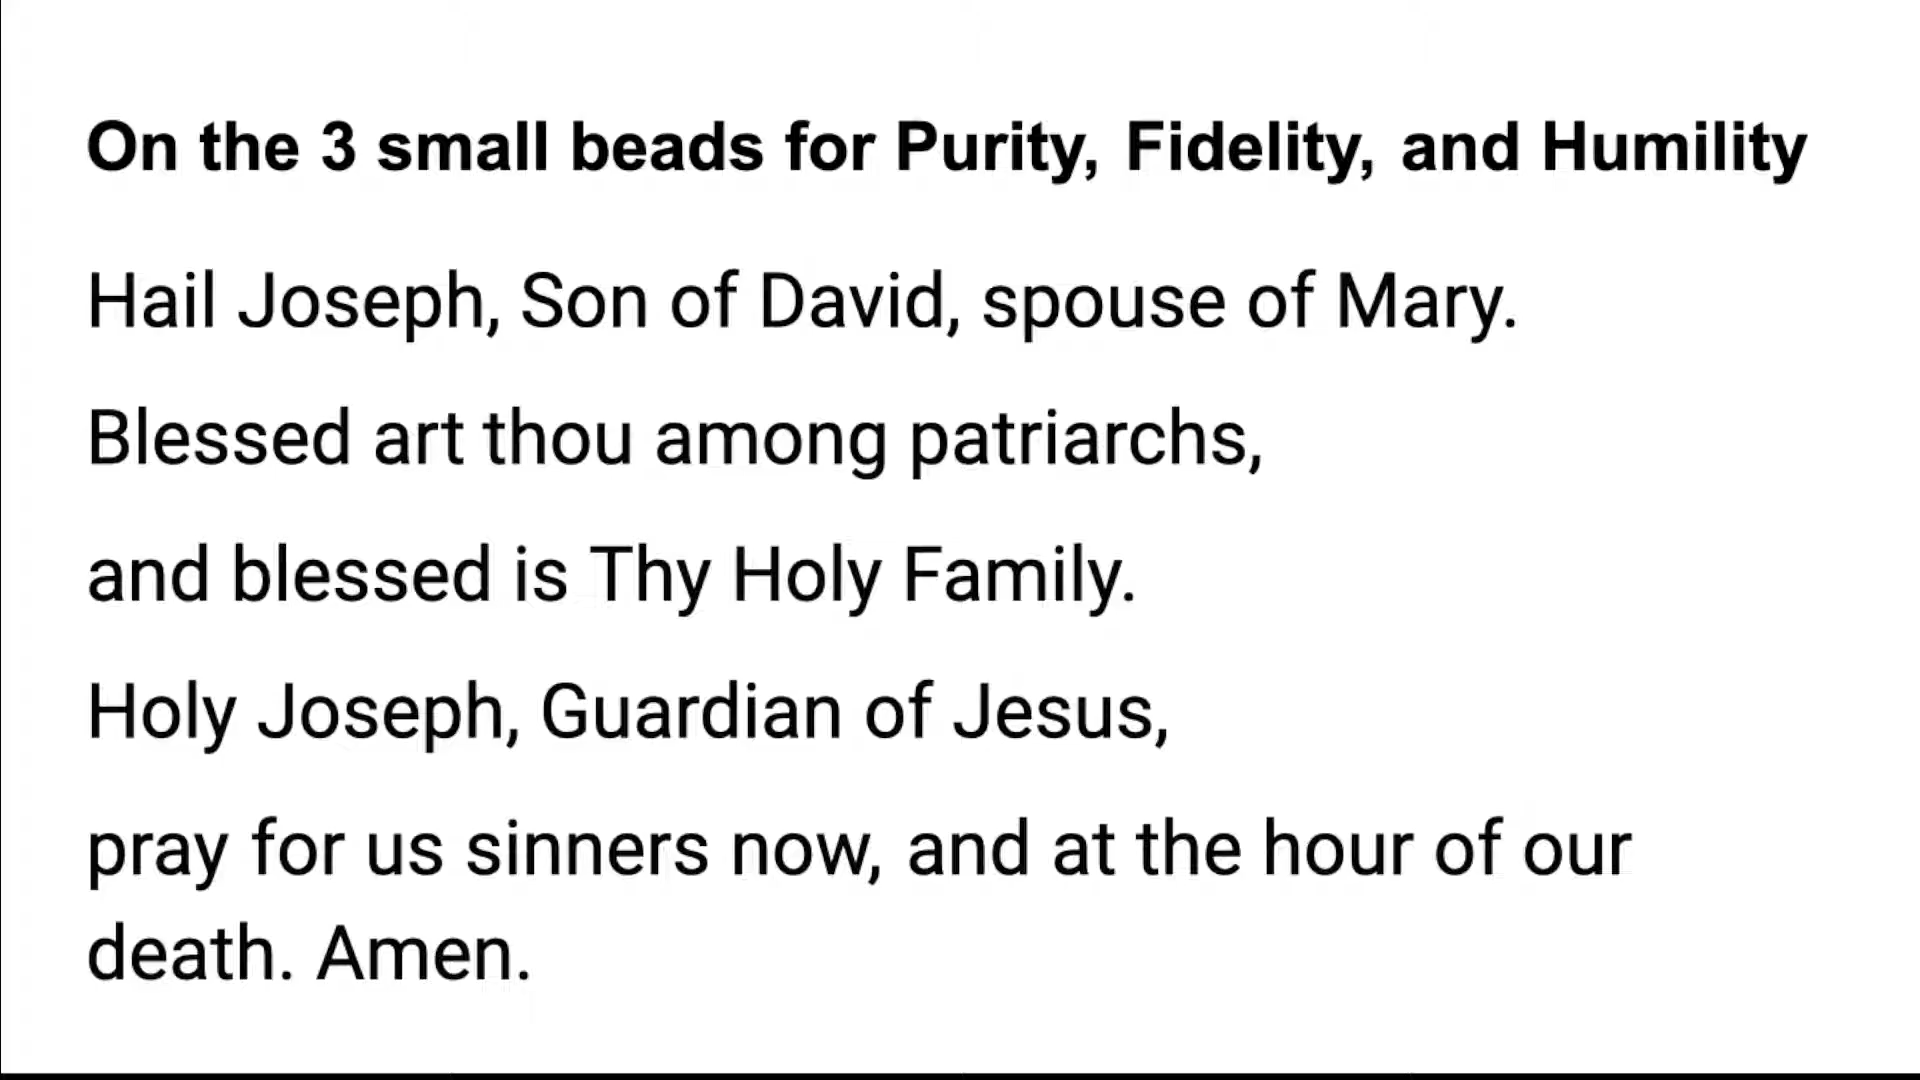 On the 3 small beads for Purity, Fidelity, and Humility
Hail Joseph, Son of David, spouse of Mary.
Blessed art thou among patriarchs,
and blessed is Thy Holy Family.
Holy Joseph, Guardian of Jesus,
pray for us sinners now, and at the hour of our
death. Amen.